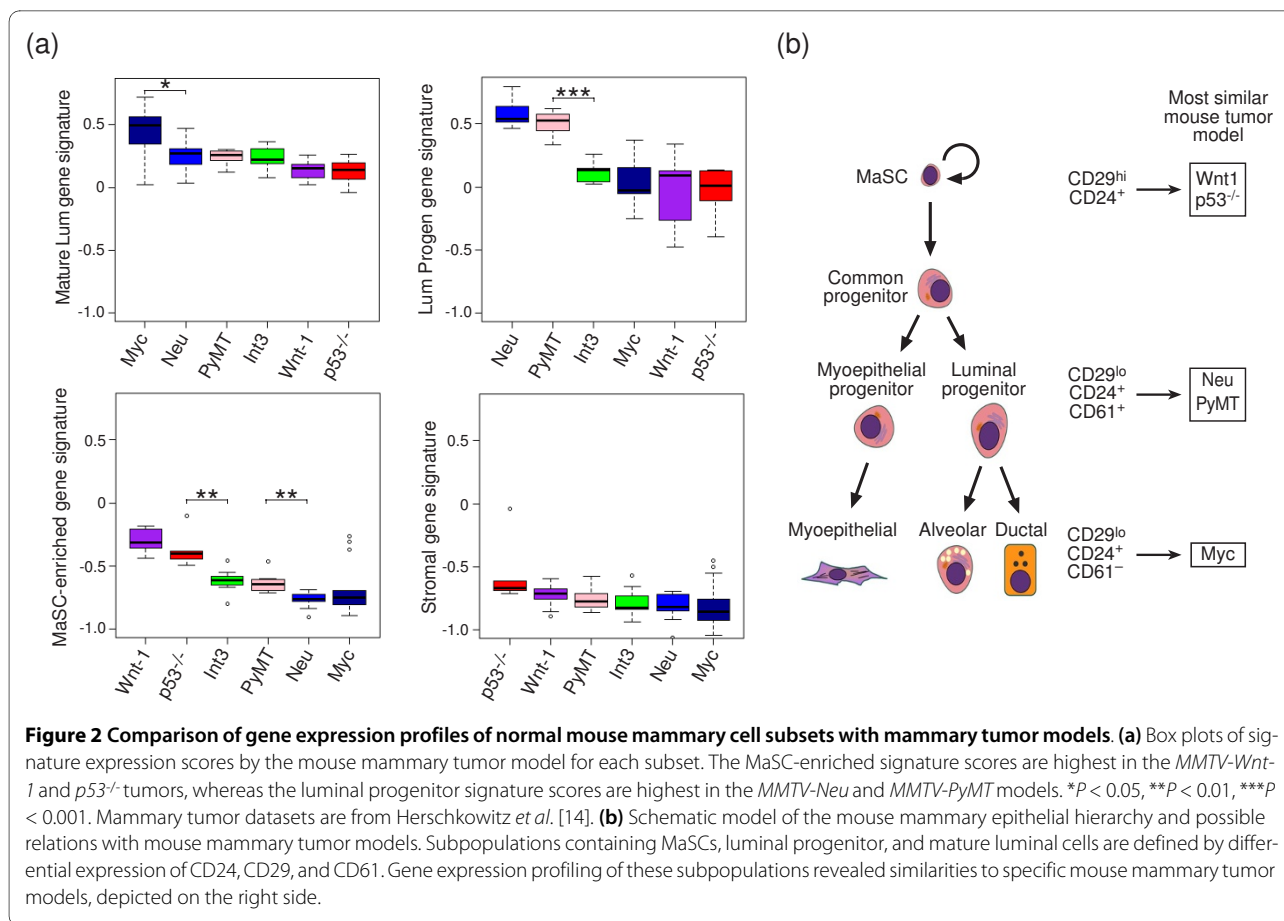 (a)
Mature Lum gene signature
0.5
0
-0.5
-1.0
*
Myc
Neu
PyMT
Int3
Wnt-1
p53-/-
Lum Progen gene signature
0.5
0
-0.5
-1.0
***
Neu
PyMT
Int3
Myc
Wnt-1
p53-/-
MaSC-enriched gene signature
0.5
0
-0.5
-1.0
**
**
Wnt-1
p53-/-
Int3
PyMT
Neu
Myc
Stromal gene signature
0.5
0
-0.5
-1.0
p53-/-
Wnt-1
PyMT
Int3
Neu
Myc
(b)
Most similar
mouse tumor
model
MaSC
CD29hi
CD24+
Wnt1
p53-/-
Common
progenitor
Myoepithelial
progenitor
Luminal
progenitor
CD29lo
CD24+
CD61+
Neu
PyMT
Myoepithelial
Alveolar
Ductal
CD29lo
CD24+
CD61−
Myc
Figure 2 Comparison of gene expression profiles of normal mouse mammary cell subsets with mammary tumor models. (a) Box plots of sig-
nature expression scores by the mouse mammary tumor model for each subset. The MaSC-enriched signature scores are highest in the MMTV-Wnt-
1 and p53-/- tumors, whereas the luminal progenitor signature scores are highest in the MMTV-Neu and MMTV-PyMT models. *P < 0.05, **P < 0.01, ***P
< 0.001. Mammary tumor datasets are from Herschkowitz et al. [14]. (b) Schematic model of the mouse mammary epithelial hierarchy and possible
relations with mouse mammary tumor models. Subpopulations containing MaSCs, luminal progenitor, and mature luminal cells are defined by differ-
ential expression of CD24, CD29, and CD61. Gene expression profiling of these subpopulations revealed similarities to specific mouse mammary tumor
models, depicted on the right side.